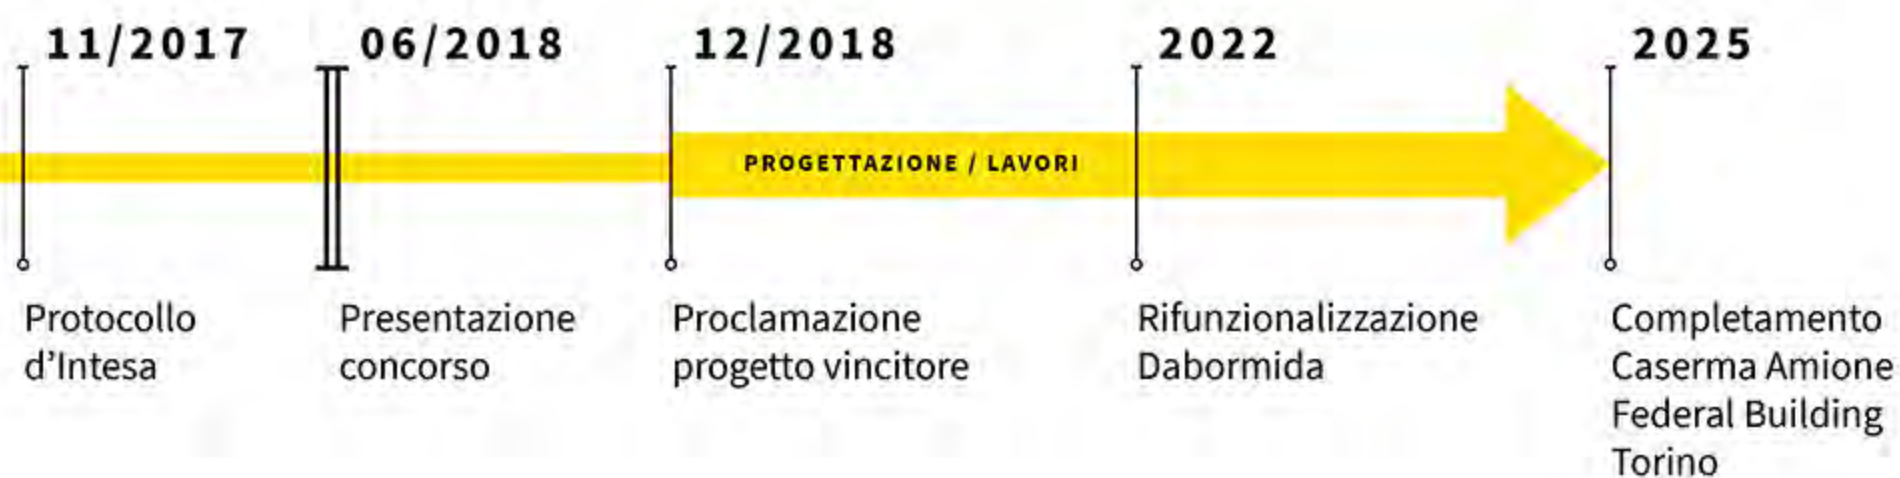 11/2017
06/2018
12/2018
2022
2025
PROGETTAZIONE / LAVORI
Protocollo
d’Intesa
Presentazione
concorso
Proclamazione
progetto vincitore
Rifunzionalizzazione
Dabormida
Completamento
Caserma Amione
Federal Building
Torino